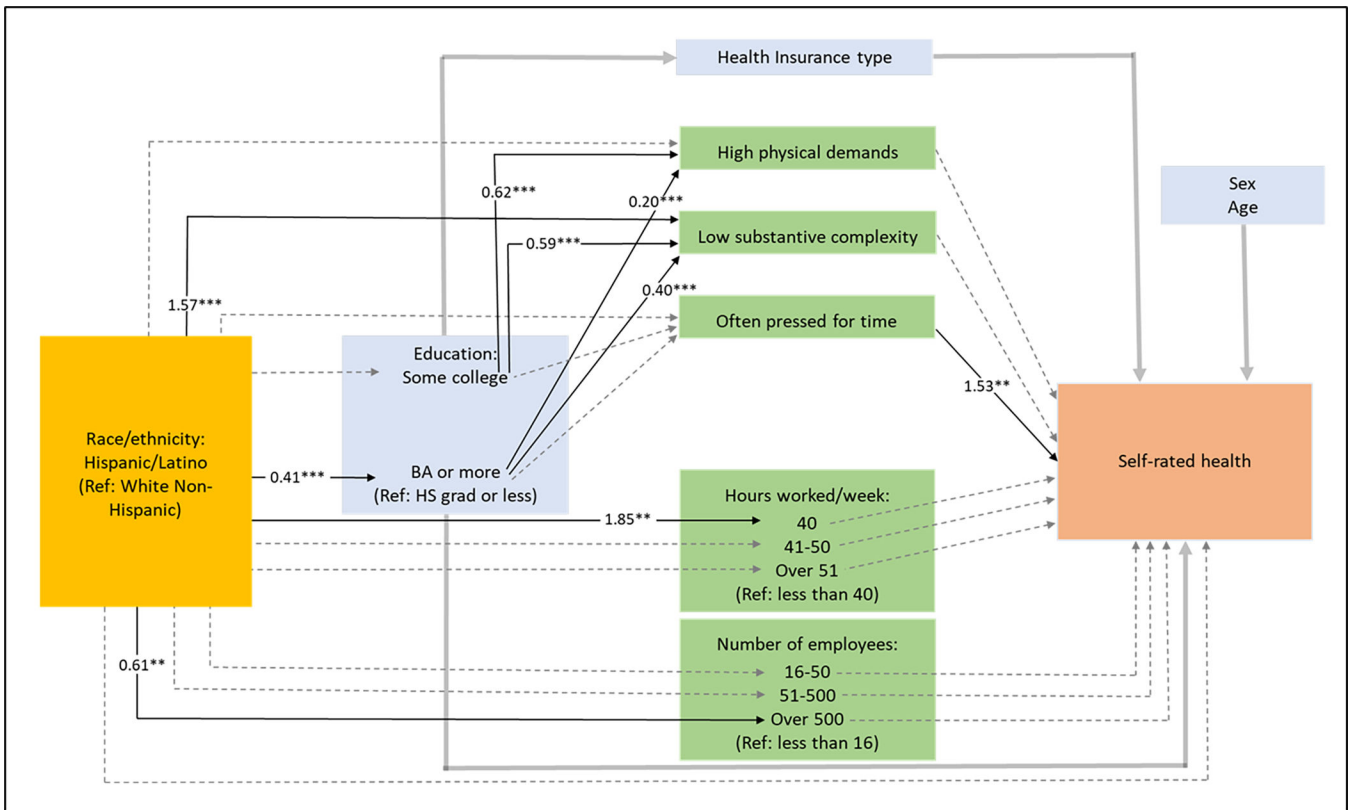 Health Insurance type
High physical demands
0.62***
0.20***
Sex
Age
Low substantive complexity
0.59***
0.40***
1.57***
Often pressed for time
Education:
Some college
1.53**
Race/ethnicity:
Hispanic/Latino
(Ref: White Non-
Hispanic)
0.41***
BA or more
(Ref: HS grad or less)
Self-rated health
Hours worked/week:
1.85**
40
41-50
Over 51
(Ref: less than 40)
Number of employees:
0.61**
16-50
51-500
Over 500
(Ref: less than 16)